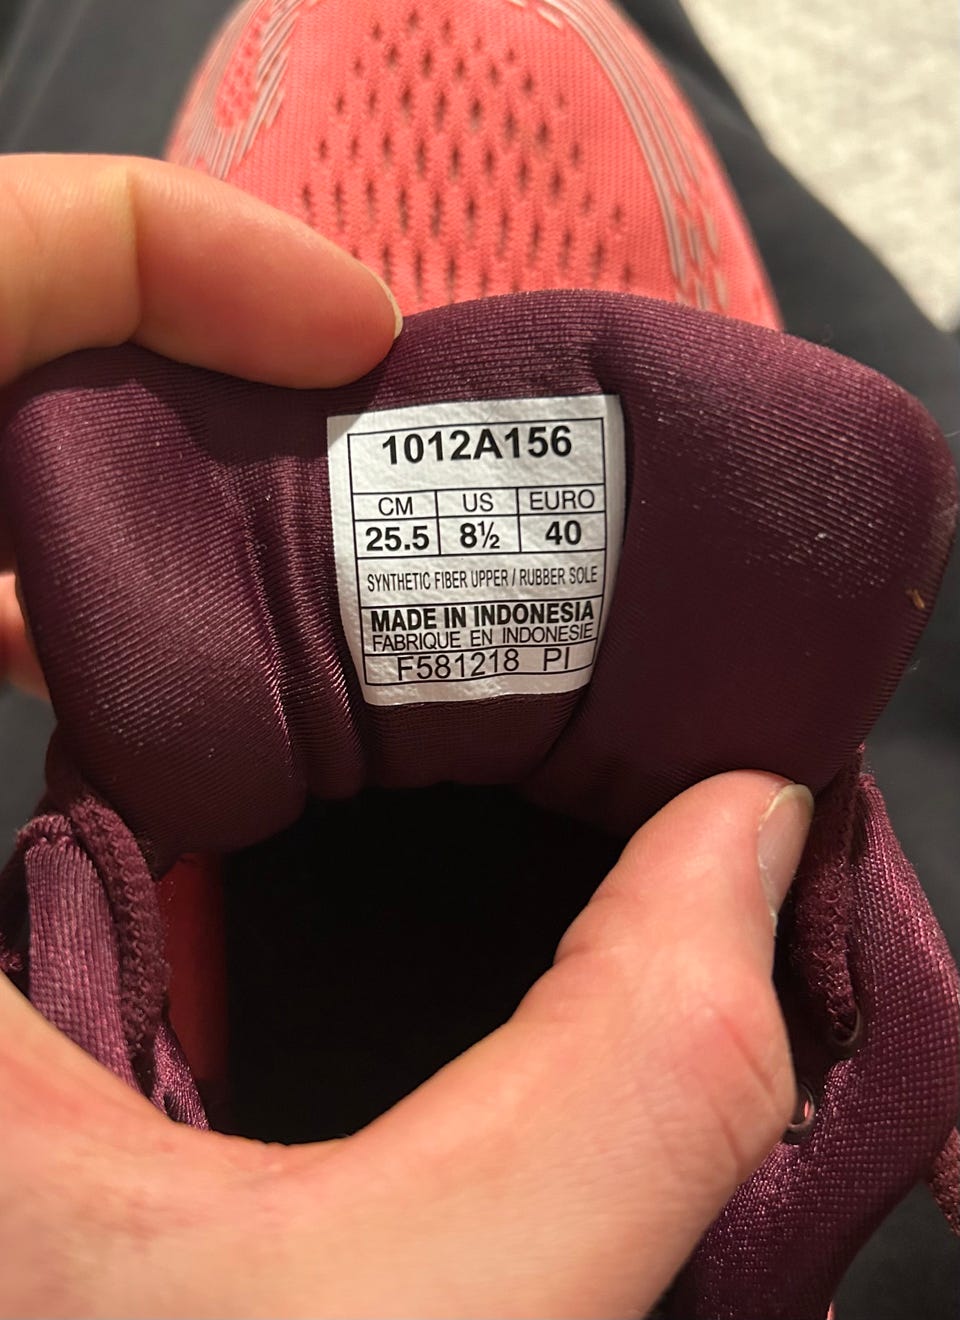 1012A156
CM US EURO
25.5 8½ 40
SYNTHETIC FIBER UPPER / RUBBER SOLE
MADE IN INDONESIA
FABRIQUE EN INDONESIE
F581218 PI